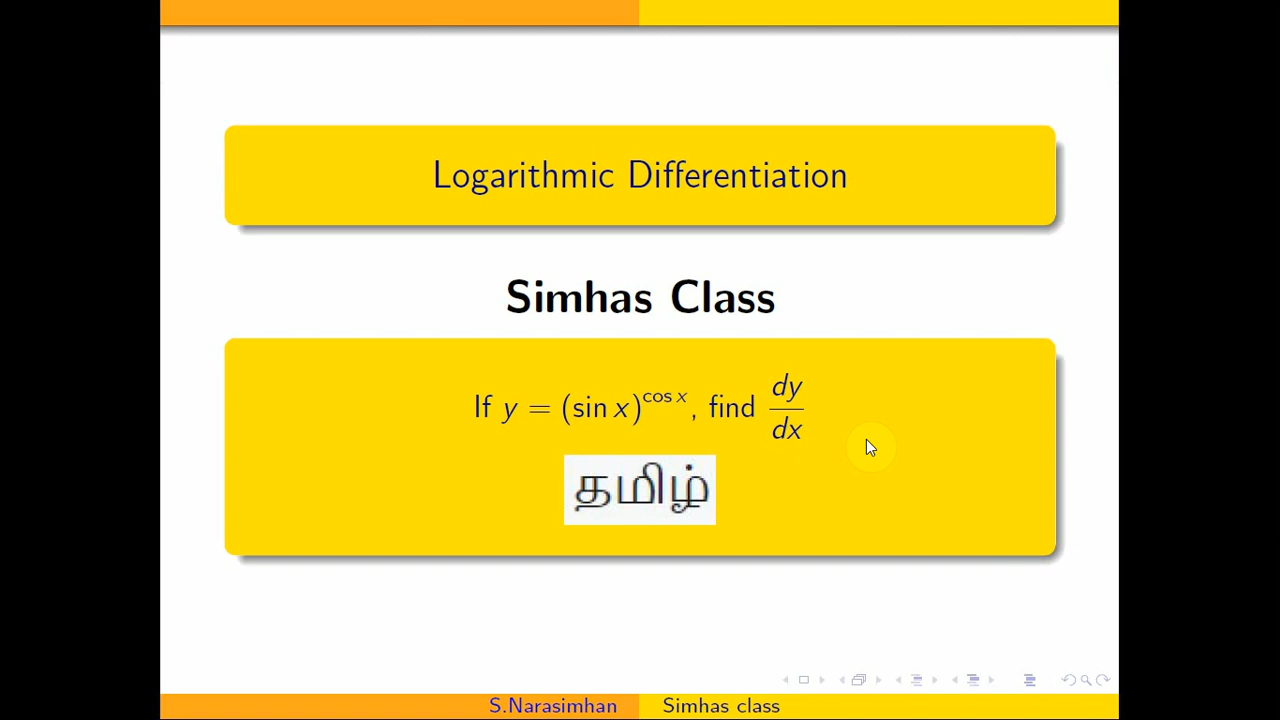 Logarithmic Differentiation
Simhas Class
If y = (sin x)^cos x, find dy/dx
தமிழ்
S.Narasimhan Simhas class